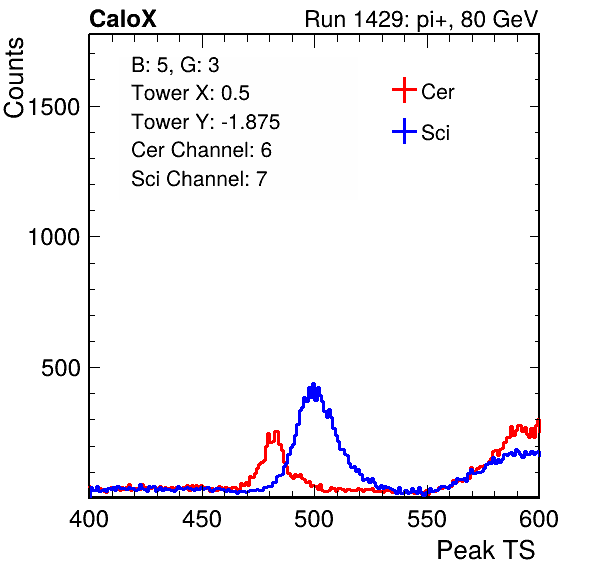 CaloX Run 1429: pi+, 80 GeV
Counts
B: 5, G: 3
Tower X: 0.5
Tower Y: -1.875
Cer Channel: 6
Sci Channel: 7
Cer
Sci
1500
1000
500
400 450 500 550 600
Peak TS